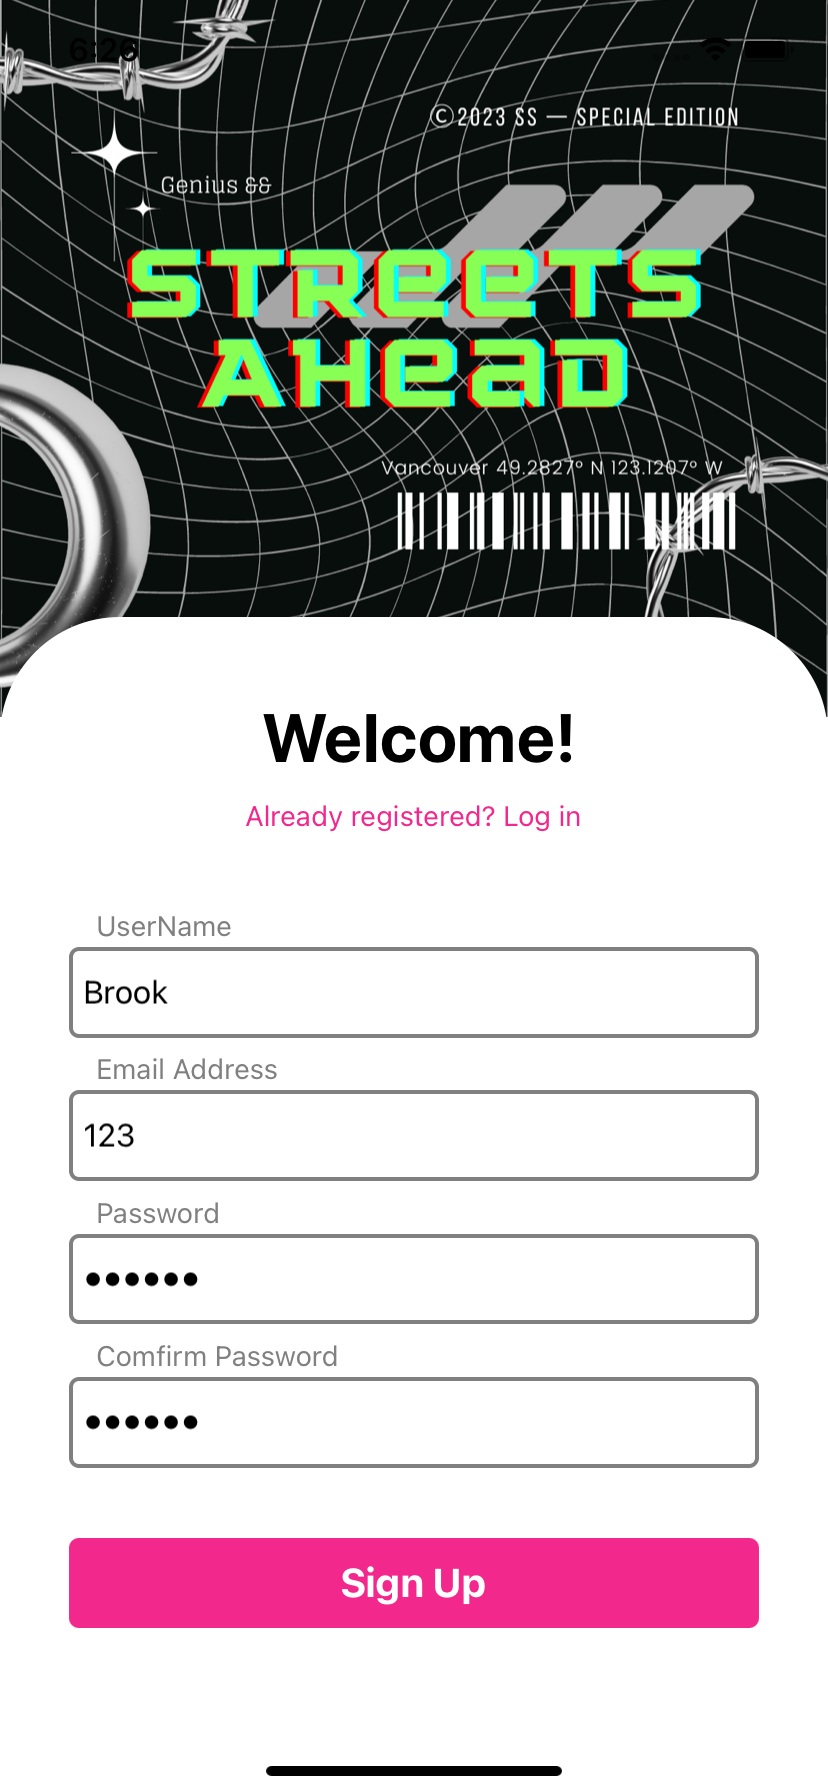 6:26
©2023 SS — SPECIAL EDITION
Genius &&
STREETS
AHEAD
Vancouver 49.2827° N 123.1207° W
Welcome!
Already registered? Log in
UserName
Brook
Email Address
123
Password
••••••
Comfirm Password
••••••
Sign Up